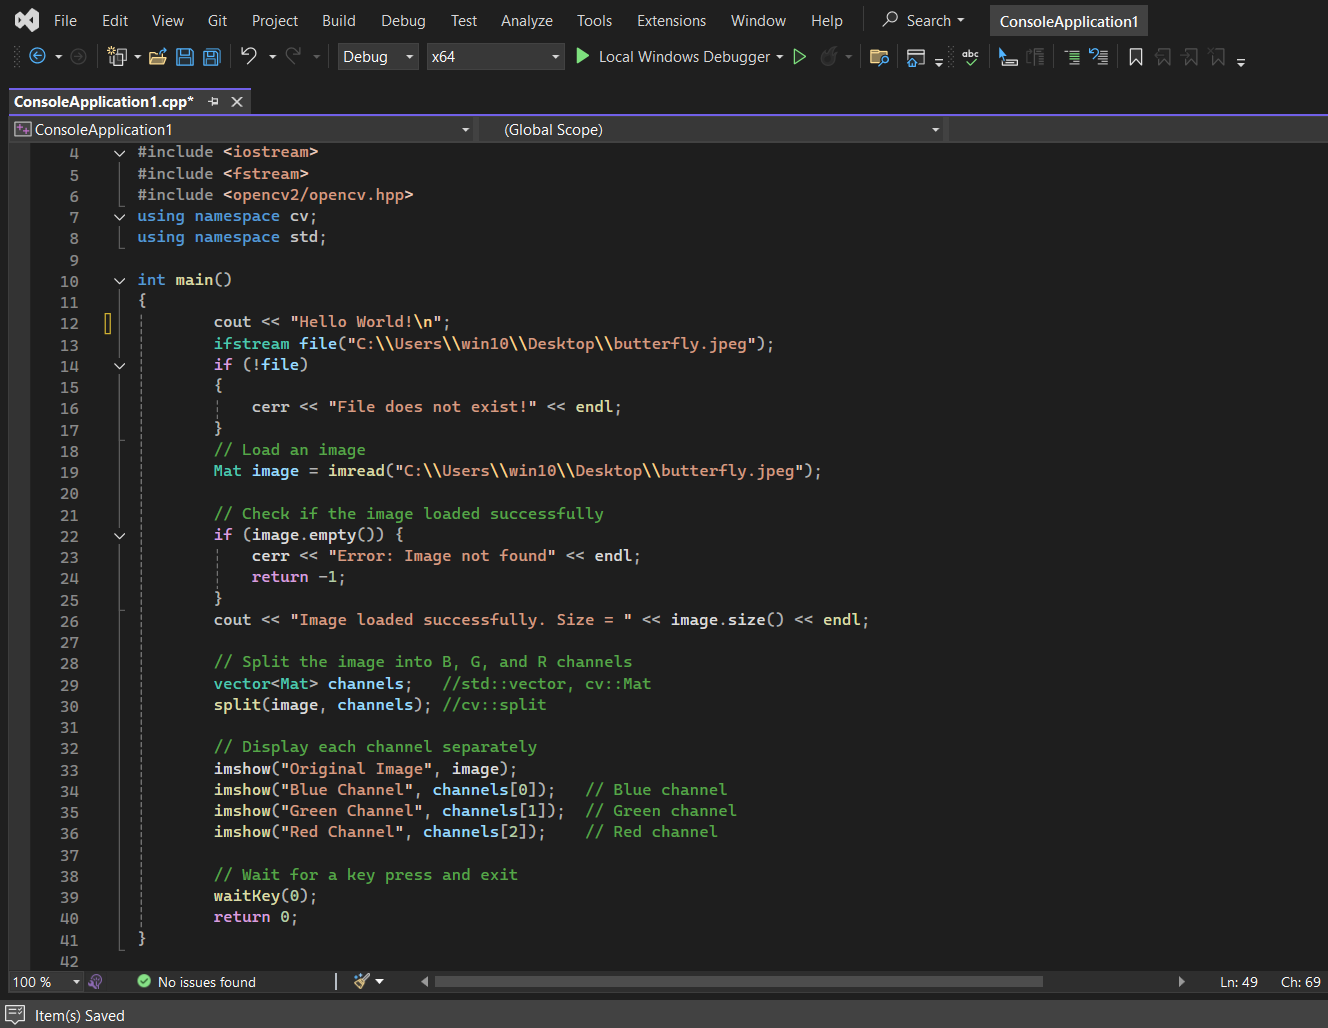 File Edit View Git Project Build Debug Test Analyze Tools Extensions Window Help Search ConsoleApplication1
Debug x64 Local Windows Debugger abc
ConsoleApplication1.cpp*
ConsoleApplication1 (Global Scope)
4 #include <iostream>
5 #include <fstream>
6 #include <opencv2/opencv.hpp>
7 using namespace cv;
8 using namespace std;
9
10 int main()
11 {
12 cout << "Hello World!\n";
13 ifstream file("C:\\Users\\win10\\Desktop\\butterfly.jpeg");
14 if (!file)
15 {
16 cerr << "File does not exist!" << endl;
17 }
18 // Load an image
19 Mat image = imread("C:\\Users\\win10\\Desktop\\butterfly.jpeg");
20
21 // Check if the image loaded successfully
22 if (image.empty()) {
23 cerr << "Error: Image not found" << endl;
24 return -1;
25 }
26 cout << "Image loaded successfully. Size = " << image.size() << endl;
27
28 // Split the image into B, G, and R channels
29 vector<Mat> channels; //std::vector, cv::Mat
30 split(image, channels); //cv::split
31
32 // Display each channel separately
33 imshow("Original Image", image);
34 imshow("Blue Channel", channels[0]); // Blue channel
35 imshow("Green Channel", channels[1]); // Green channel
36 imshow("Red Channel", channels[2]); // Red channel
37
38 // Wait for a key press and exit
39 waitKey(0);
40 return 0;
41 }
42
100 % No issues found Ln: 49 Ch: 69
Item(s) Saved